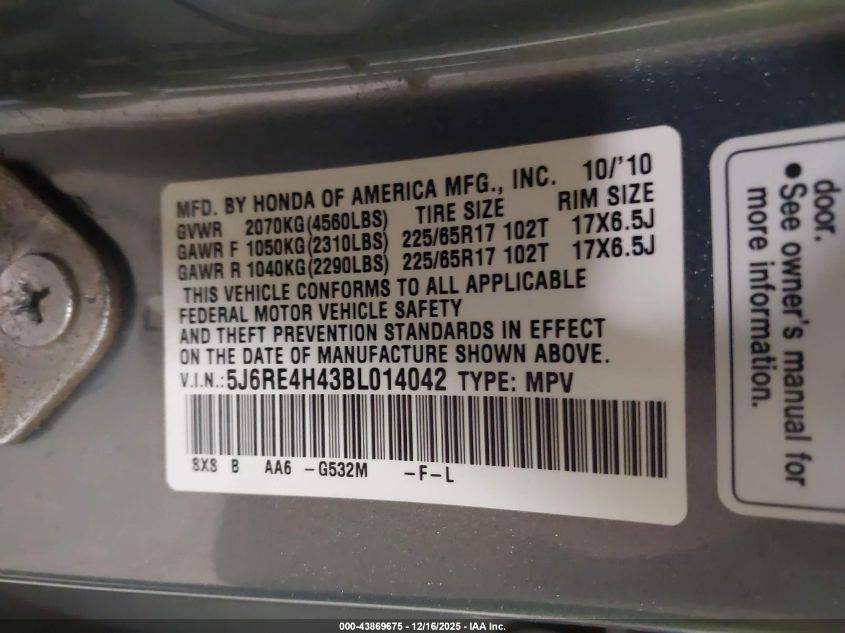 MFD. BY HONDA OF AMERICA MFG., INC. 10/'10
GVWR 2070KG(4560LBS) TIRE SIZE RIM SIZE
GAWR F 1050KG(2310LBS) 225/65R17 102T 17X6.5J
GAWR R 1040KG(2290LBS) 225/65R17 102T 17X6.5J
THIS VEHICLE CONFORMS TO ALL APPLICABLE
FEDERAL MOTOR VEHICLE SAFETY
AND THEFT PREVENTION STANDARDS IN EFFECT
ON THE DATE OF MANUFACTURE SHOWN ABOVE.
V.I.N.: 5J6RE4H43BL014042 TYPE: MPV
SXS B AA6 -G532M -F-L
door.
● See owner's manual for
more information.
000-43869675 - 12/16/2025 - IAA Inc.